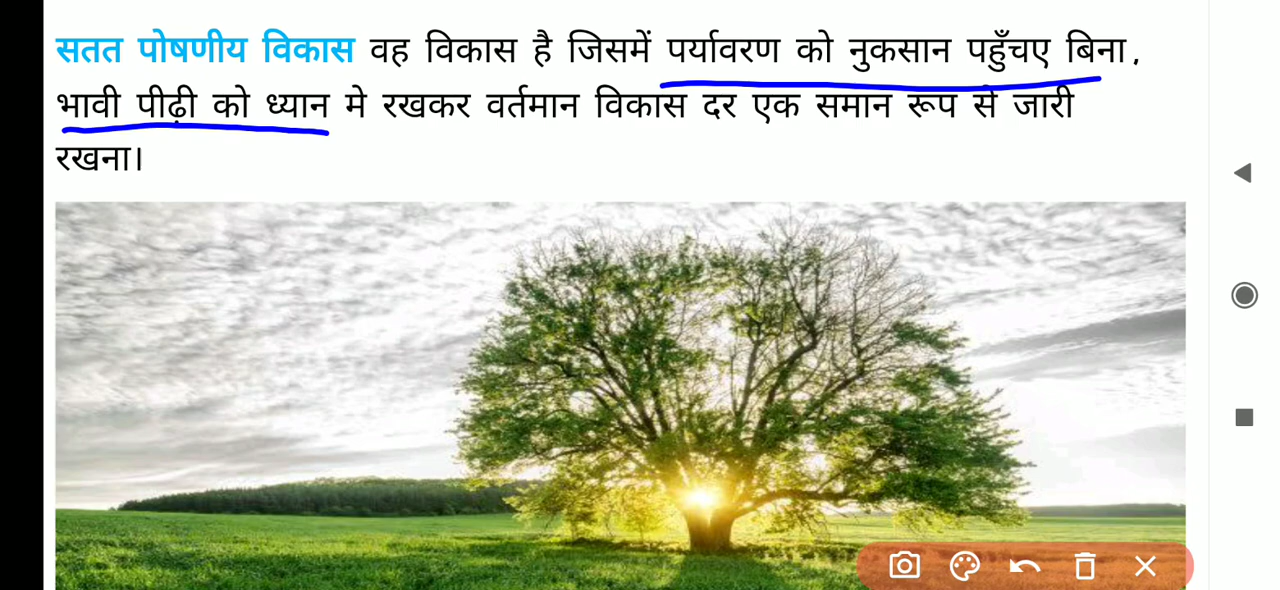 सतत पोषणीय विकास वह विकास है जिसमें पर्यावरण को नुकसान पहुँचए बिना,
भावी पीढ़ी को ध्यान मे रखकर वर्तमान विकास दर एक समान रूप से जारी
रखना।